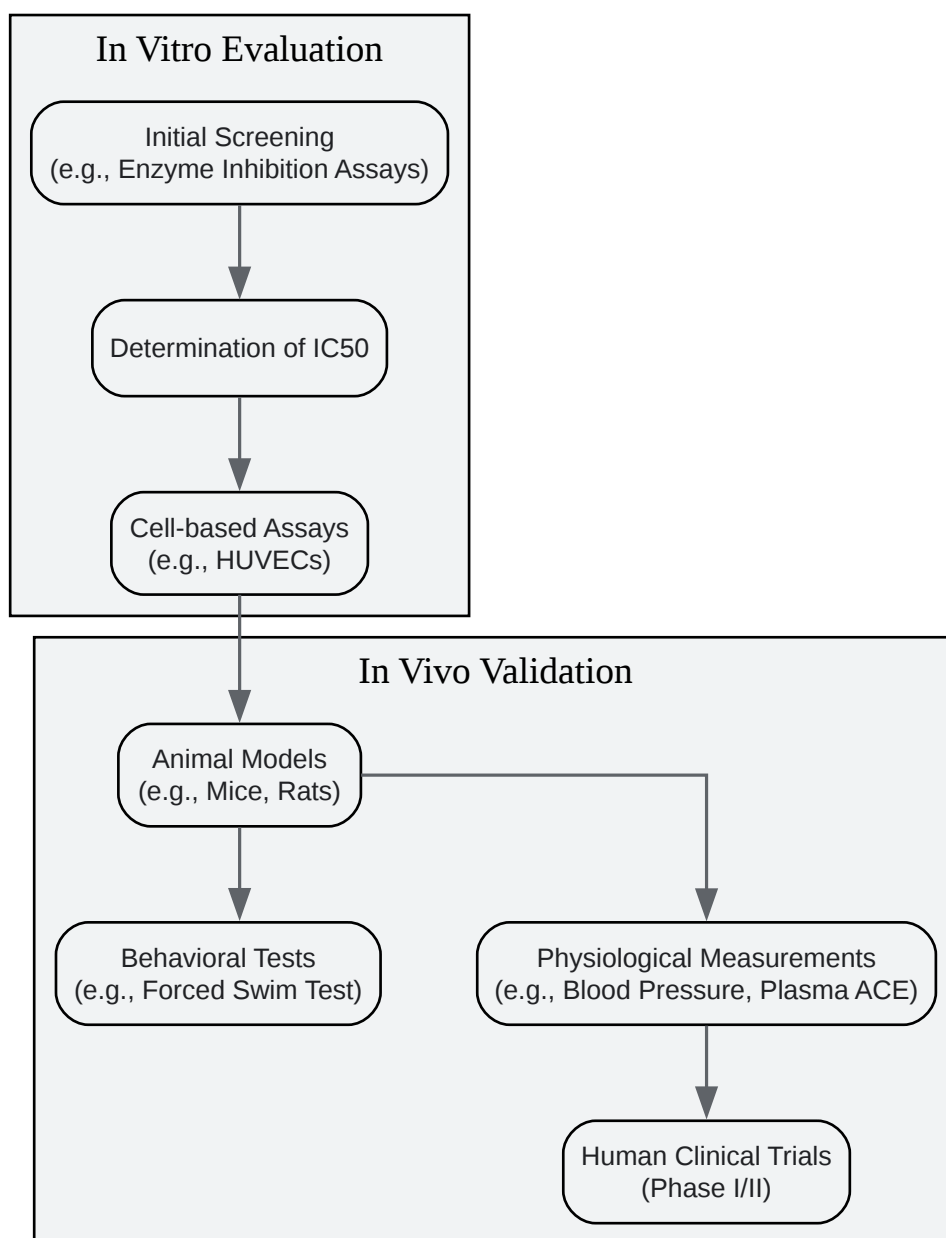 In Vitro Evaluation
Initial Screening
(e.g., Enzyme Inhibition Assays)
Determination of IC50
Cell-based Assays
(e.g., HUVECs)
In Vivo Validation
Animal Models
(e.g., Mice, Rats)
Behavioral Tests
(e.g., Forced Swim Test)
Physiological Measurements
(e.g., Blood Pressure, Plasma ACE)
Human Clinical Trials
(Phase I/II)